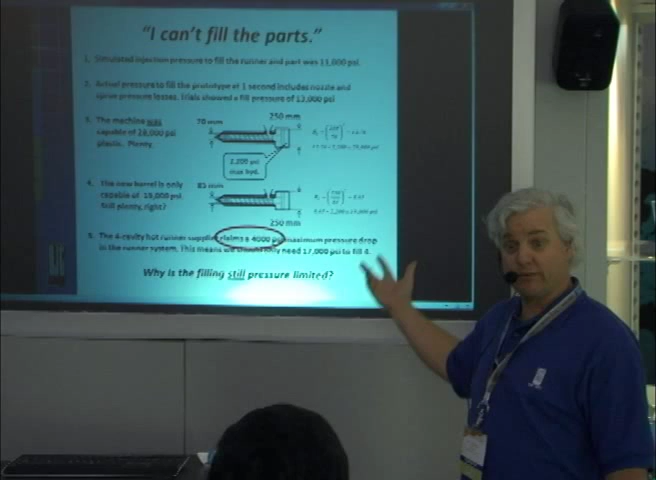 "I can't fill the parts."
1. Simulated injection pressure to fill the runner and part was 11,000 psi.
2. Actual pressure to fill the prototype at 1 second includes nozzle and
sprue pressure losses. Trials showed a fill pressure of 13,000 psi
3. The machine was
capable of 28,000 psi
plastic. Plenty.
70 mm
250 mm
2,200 psi
max hyd.
4. The new barrel is only
capable of 19,000 psi
Still plenty, right?
85 mm
250 mm
5. The 4-cavity hot runner supplier claims a 4000 psi maximum pressure drop
in the runner system. This means we should only need 17,000 psi to fill 4.
Why is the filling still pressure limited?